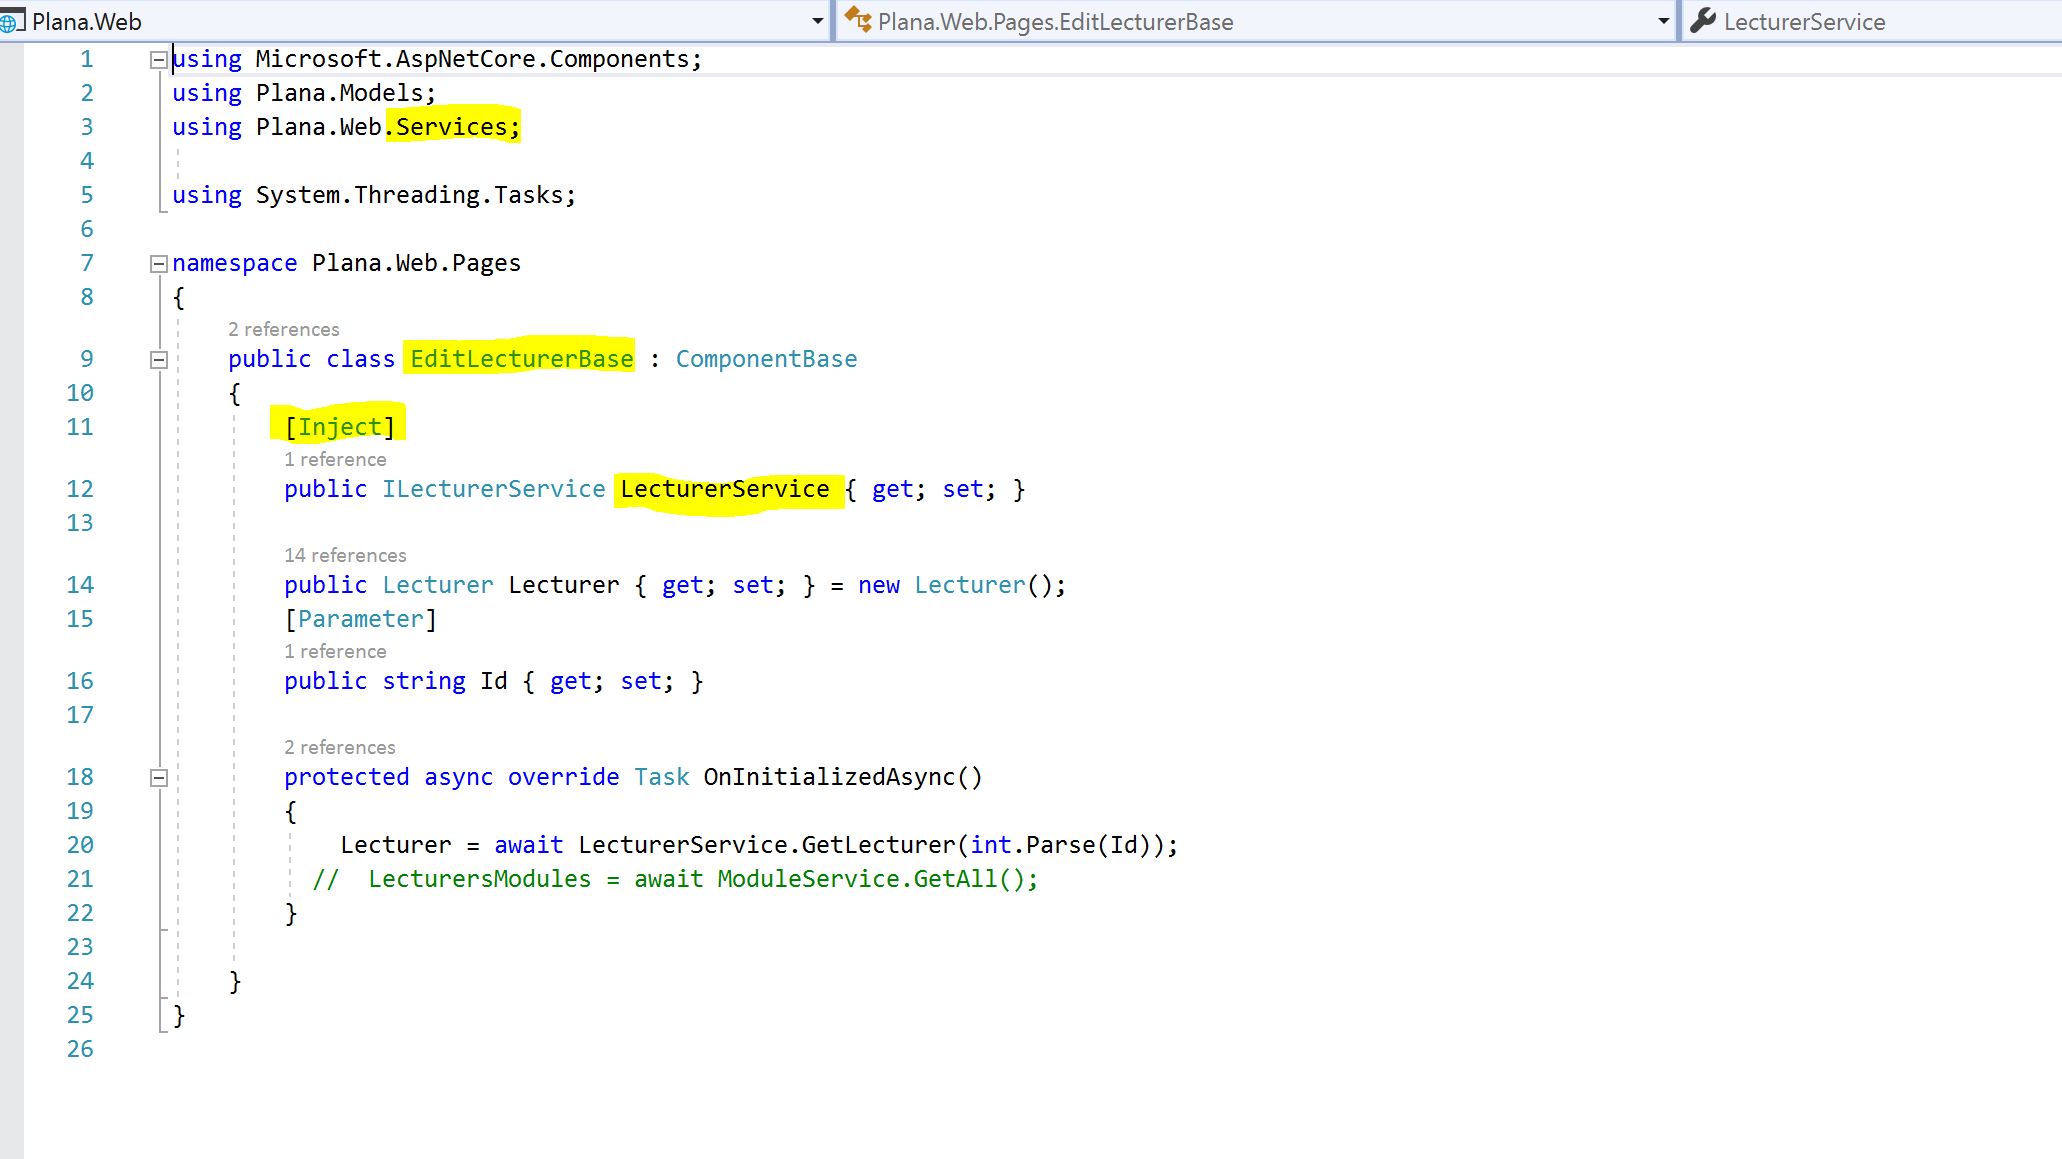 Plana.Web Plana.Web.Pages.EditLecturerBase LecturerService
1 using Microsoft.AspNetCore.Components;
2 using Plana.Models;
3 using Plana.Web.Services;
4
5 using System.Threading.Tasks;
6
7 namespace Plana.Web.Pages
8 {
2 references
9 public class EditLecturerBase : ComponentBase
10 {
11 [Inject]
1 reference
12 public ILecturerService LecturerService { get; set; }
13
14 references
14 public Lecturer Lecturer { get; set; } = new Lecturer();
15 [Parameter]
1 reference
16 public string Id { get; set; }
17
2 references
18 protected async override Task OnInitializedAsync()
19 {
20 Lecturer = await LecturerService.GetLecturer(int.Parse(Id));
21 // LecturersModules = await ModuleService.GetAll();
22 }
23
24 }
25 }
26